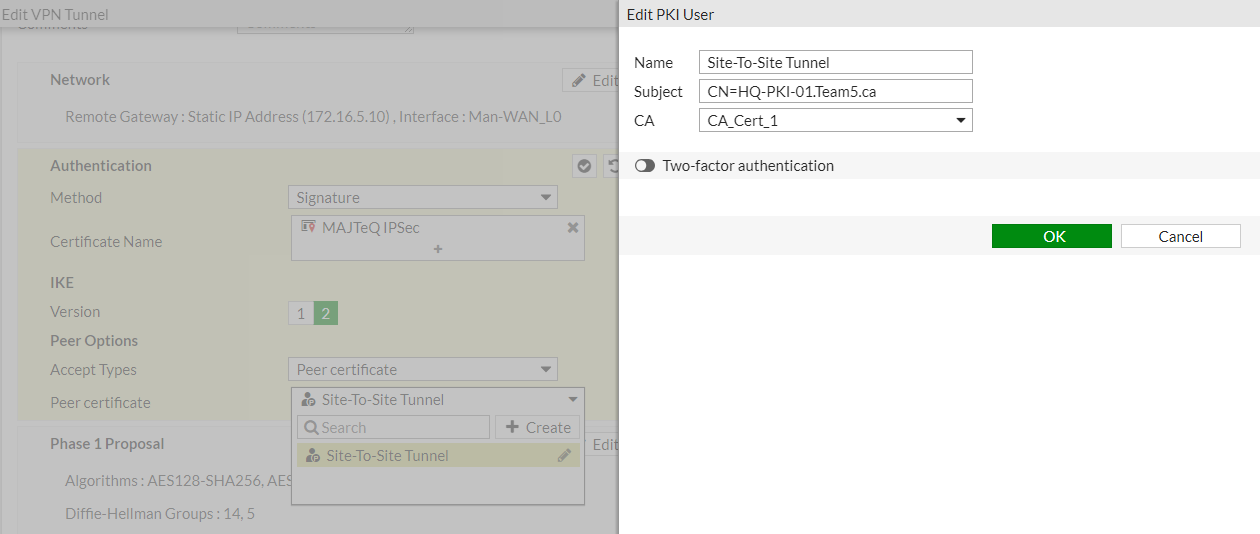 Edit VPN Tunnel
Comments
Comments
Network
Edit
Remote Gateway : Static IP Address (172.16.5.10) , Interface : Man-WAN_L0
Authentication
Method
Signature
Certificate Name
MAJTeQ IPSec
+
IKE
Version
1
2
Peer Options
Accept Types
Peer certificate
Peer certificate
Site-To-Site Tunnel
Search
+ Create
Site-To-Site Tunnel
Phase 1 Proposal
Edit
Algorithms : AES128-SHA256, AES
Diffie-Hellman Groups : 14, 5
Edit PKI User
Name
Site-To-Site Tunnel
Subject
CN=HQ-PKI-01.Team5.ca
CA
CA_Cert_1
Two-factor authentication
OK
Cancel